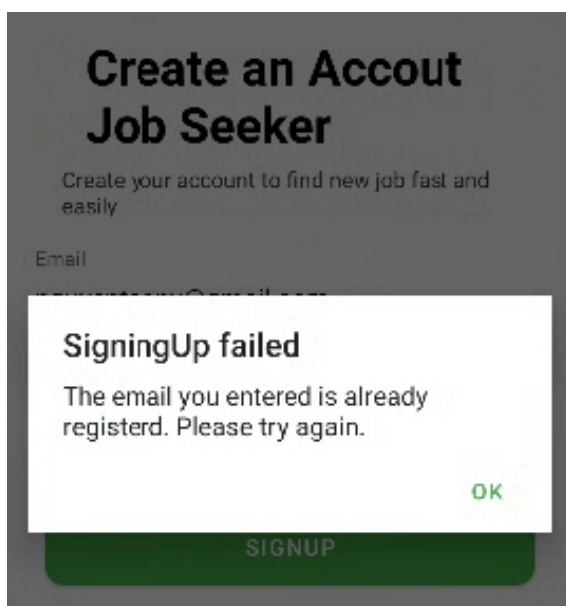 Create an Accout
Job Seeker
Create your account to find new job fast and
easily
Email
SigningUp failed
The email you entered is already
registerd. Please try again.
OK
SIGNUP